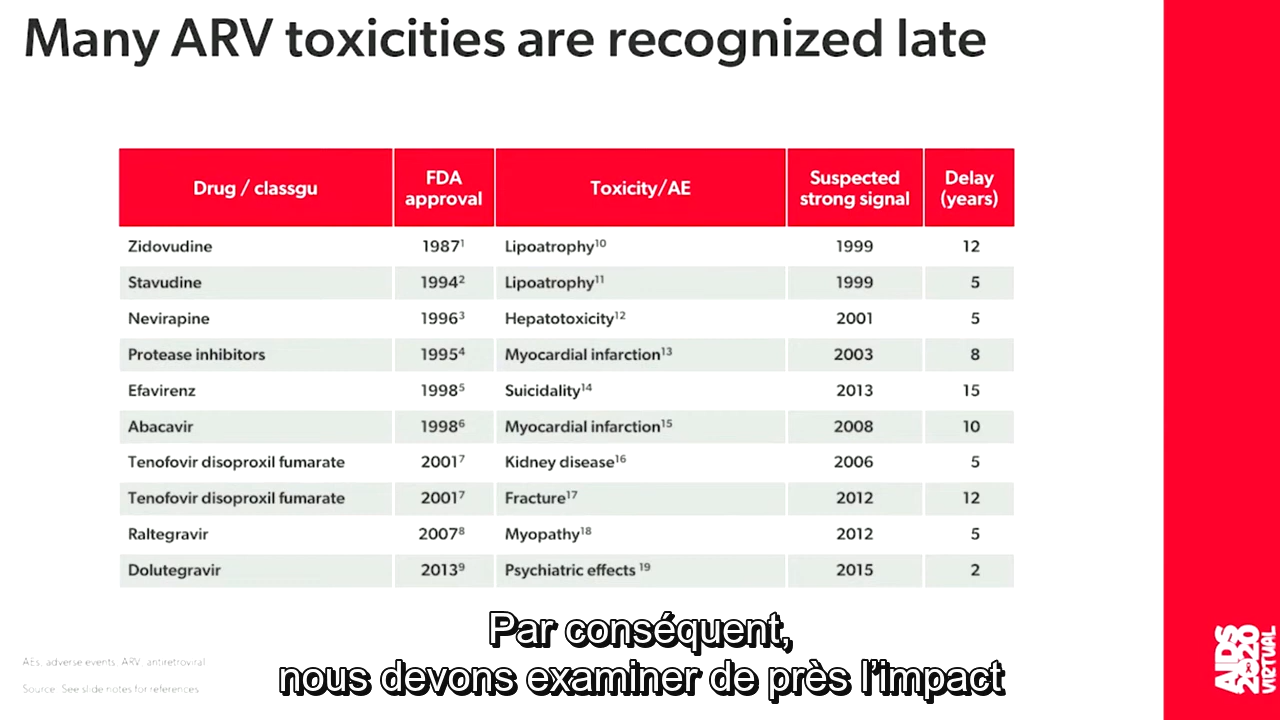 Many ARV toxicities are recognized late
Drug / classgu FDA approval Toxicity/AE Suspected strong signal Delay (years)
Zidovudine 1987¹ Lipoatrophy¹⁰ 1999 12
Stavudine 1994² Lipoatrophy¹¹ 1999 5
Nevirapine 1996³ Hepatotoxicity¹² 2001 5
Protease inhibitors 1995⁴ Myocardial infarction¹³ 2003 8
Efavirenz 1998⁵ Suicidality¹⁴ 2013 15
Abacavir 1998⁶ Myocardial infarction¹⁵ 2008 10
Tenofovir disoproxil fumarate 2001⁷ Kidney disease¹⁶ 2006 5
Tenofovir disoproxil fumarate 2001⁷ Fracture¹⁷ 2012 12
Raltegravir 2007⁸ Myopathy¹⁸ 2012 5
Dolutegravir 2013⁹ Psychiatric effects ¹⁹ 2015 2
AEs, adverse events; ARV, antiretroviral
Source: See slide notes for references
Par conséquent,
nous devons examiner de près l'impact
AIDS
2020
VIRTUAL